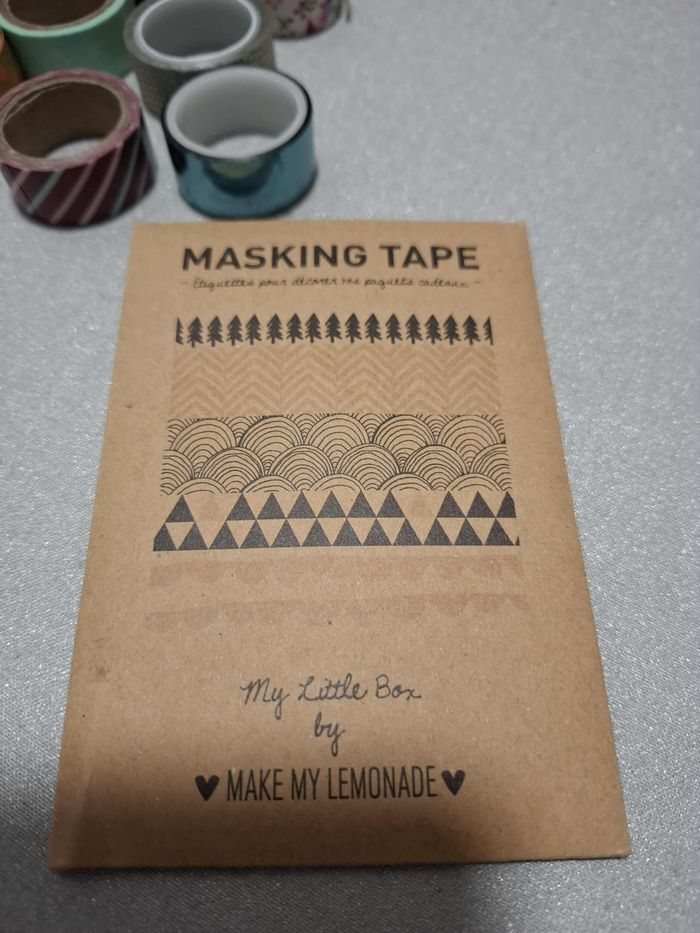 MASKING TAPE
- Étiquettes pour décorer vos paquets cadeaux -
My Little Box
by
♥ MAKE MY LEMONADE ♥